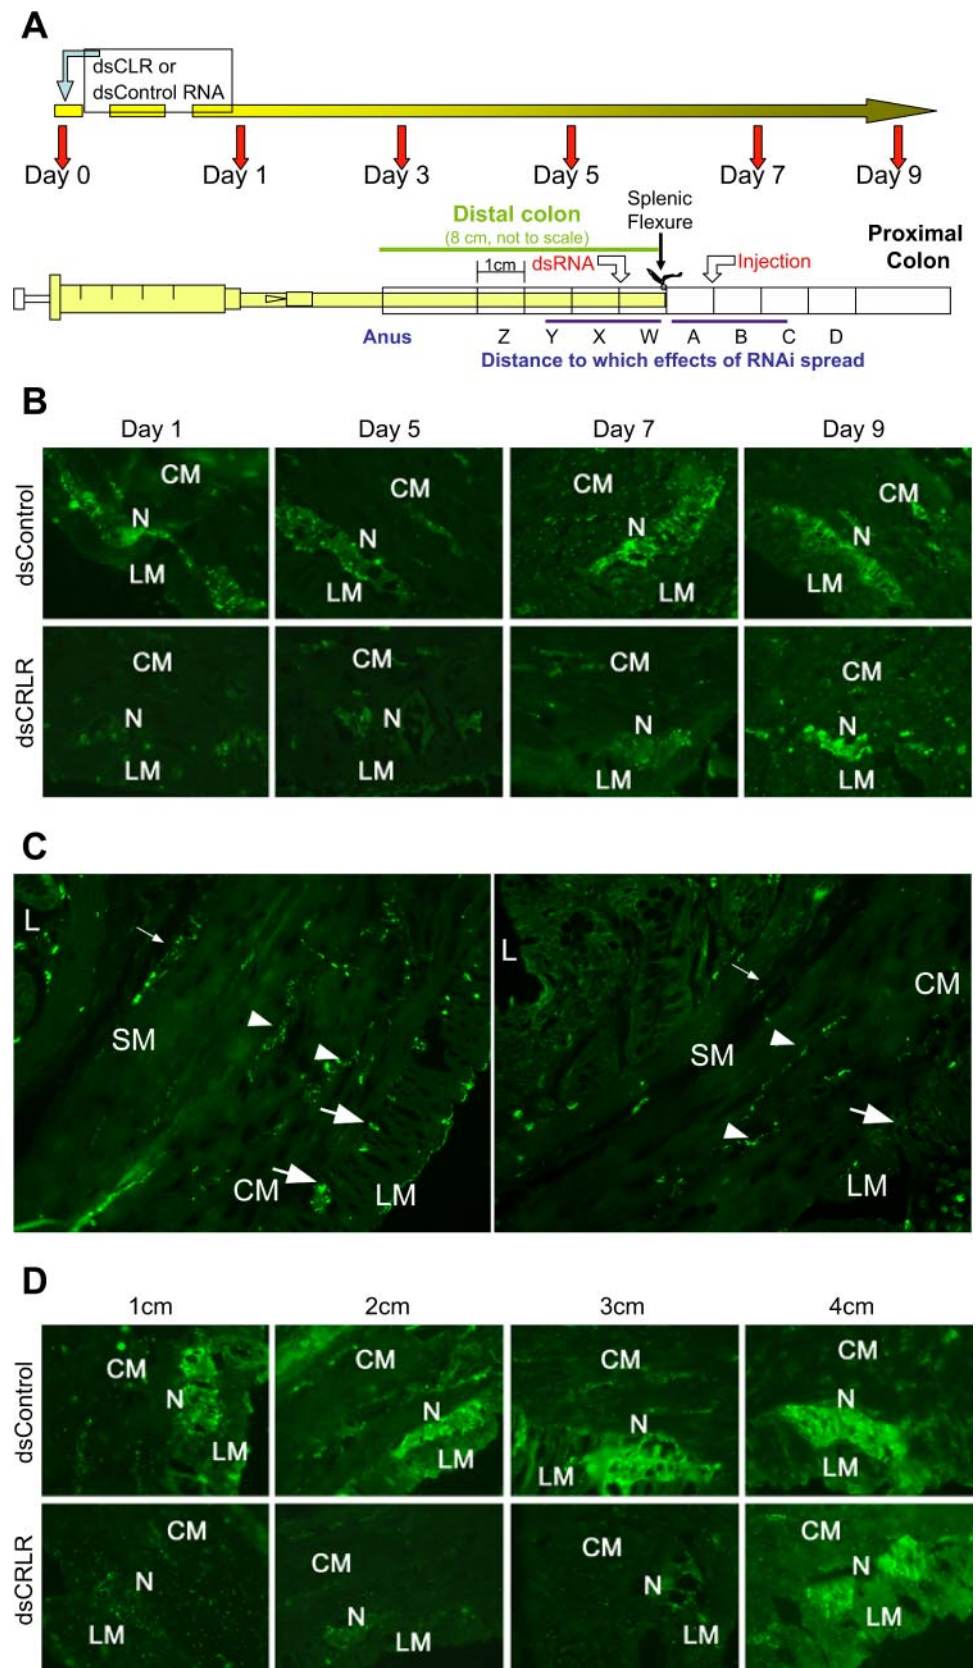 A
dsCLR or
dsControl RNA
Day 0 Day 1 Day 3 Day 5 Day 7 Day 9
Splenic
Flexure
Distal colon
(8 cm, not to scale)
Proximal
Colon
1cm
dsRNA
Injection
Anus
Z Y X W A B C D
Distance to which effects of RNAi spread
B
Day 1 Day 5 Day 7 Day 9
dsControl
CM N LM
CM N LM
CM N LM
CM N LM
dsCRLR
CM N LM
CM N LM
CM N LM
CM N LM
C
L SM CM LM
L SM CM LM
D
1cm 2cm 3cm 4cm
dsControl
CM N LM
CM N LM
CM N LM
CM N LM
dsCRLR
CM N LM
CM N LM
CM N LM
CM N LM